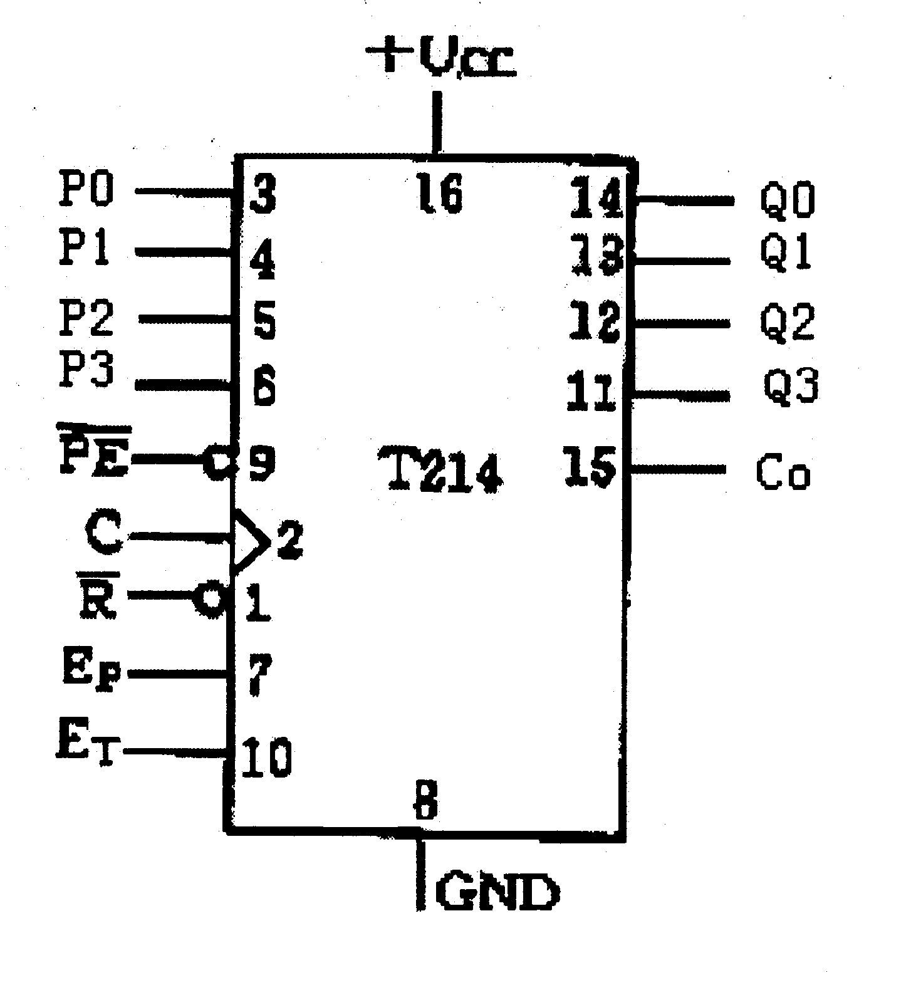 +Ucc
P0 3 16 14 Q0
P1 4 13 Q1
P2 5 12 Q2
P3 6 11 Q3
P̅E̅ 9 T214 15 Co
C 2
R̅ 1
EP 7
ET 10
8
GND